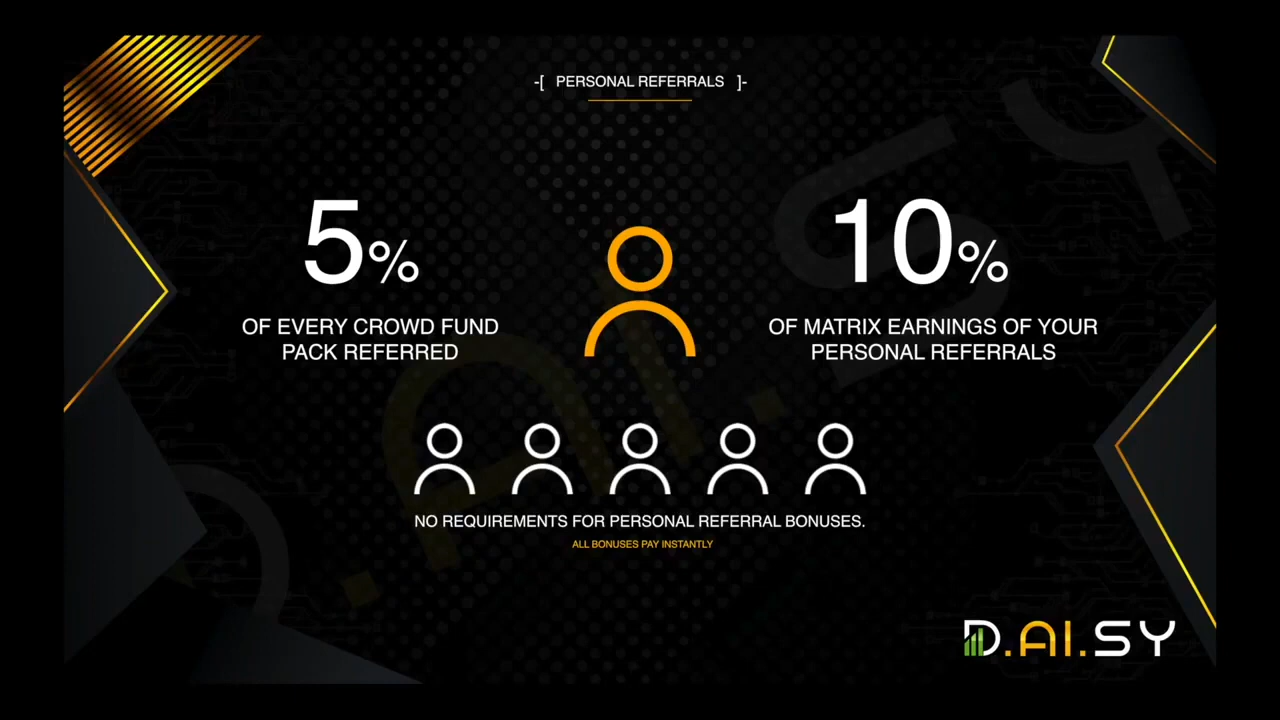 -[ PERSONAL REFERRALS ]-
5%
OF EVERY CROWD FUND
PACK REFERRED
10%
OF MATRIX EARNINGS OF YOUR
PERSONAL REFERRALS
NO REQUIREMENTS FOR PERSONAL REFERRAL BONUSES.
ALL BONUSES PAY INSTANTLY
D.AI.SY